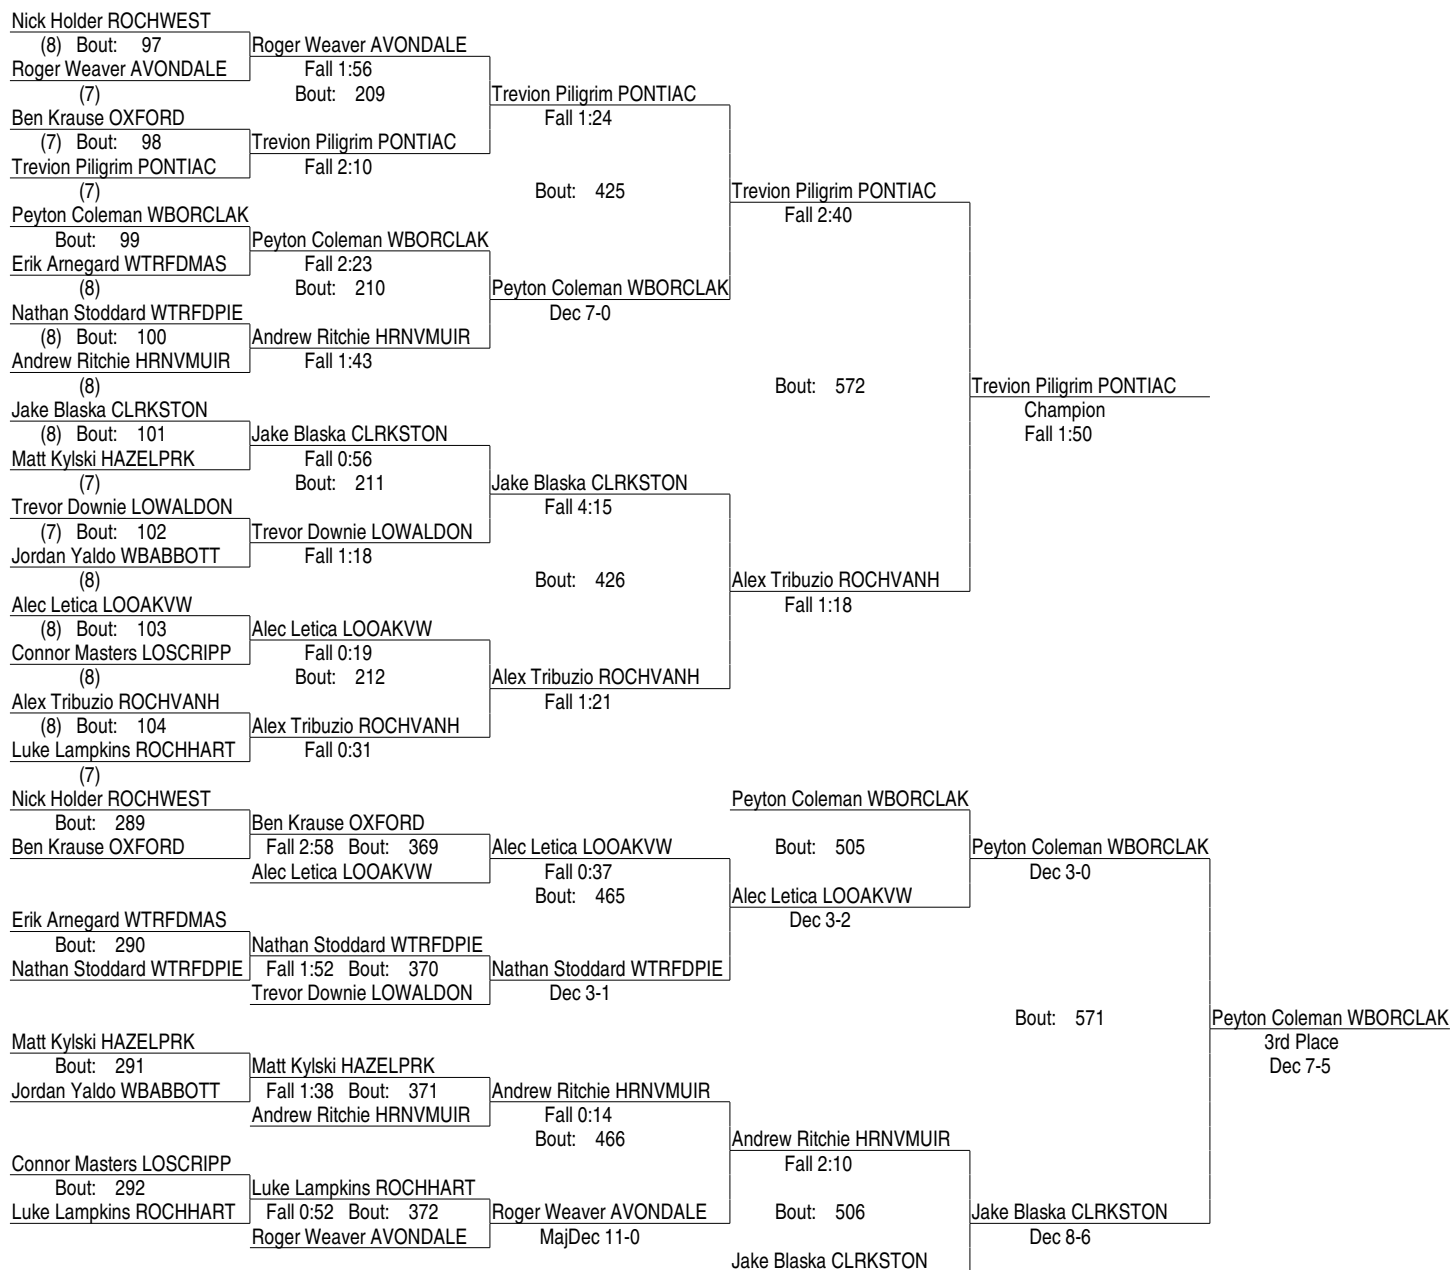 Nick Holder ROCHWEST
(8) Bout: 97 Roger Weaver AVONDALE
Roger Weaver AVONDALE Fall 1:56
(7) Bout: 209 Trevion Piligrim PONTIAC
Ben Krause OXFORD Fall 1:24
(7) Bout: 98 Trevion Piligrim PONTIAC
Trevion Piligrim PONTIAC Fall 2:10
(7) Bout: 425 Trevion Piligrim PONTIAC
Peyton Coleman WBORCLAK Fall 2:40
Bout: 99 Peyton Coleman WBORCLAK
Erik Arnegard WTRFDMAS Fall 2:23
(8) Bout: 210 Peyton Coleman WBORCLAK
Nathan Stoddard WTRFDPIE Dec 7-0
(8) Bout: 100 Andrew Ritchie HRNVMUIR
Andrew Ritchie HRNVMUIR Fall 1:43
(8) Bout: 572 Trevion Piligrim PONTIAC
Jake Blaska CLRKSTON Champion
(8) Bout: 101 Jake Blaska CLRKSTON Fall 1:50
Matt Kylski HAZELPRK Fall 0:56
(7) Bout: 211 Jake Blaska CLRKSTON
Trevor Downie LOWALDON Fall 4:15
(7) Bout: 102 Trevor Downie LOWALDON
Jordan Yaldo WBABBOTT Fall 1:18
(8) Bout: 426 Alex Tribuzio ROCHVANH
Alec Letica LOOAKVW Fall 1:18
(8) Bout: 103 Alec Letica LOOAKVW
Connor Masters LOSCRIPP Fall 0:19
(8) Bout: 212 Alex Tribuzio ROCHVANH
Alex Tribuzio ROCHVANH Fall 1:21
(8) Bout: 104 Alex Tribuzio ROCHVANH
Luke Lampkins ROCHHART Fall 0:31
(7)
Nick Holder ROCHWEST Peyton Coleman WBORCLAK
Bout: 289 Ben Krause OXFORD
Ben Krause OXFORD Fall 2:58 Bout: 369 Alec Letica LOOAKVW Bout: 505 Peyton Coleman WBORCLAK
Alec Letica LOOAKVW Fall 0:37 Dec 3-0
Bout: 465 Alec Letica LOOAKVW
Erik Arnegard WTRFDMAS Dec 3-2
Bout: 290 Nathan Stoddard WTRFDPIE
Nathan Stoddard WTRFDPIE Fall 1:52 Bout: 370 Nathan Stoddard WTRFDPIE
Trevor Downie LOWALDON Dec 3-1
Bout: 571 Peyton Coleman WBORCLAK
Matt Kylski HAZELPRK 3rd Place
Bout: 291 Matt Kylski HAZELPRK Dec 7-5
Jordan Yaldo WBABBOTT Fall 1:38 Bout: 371 Andrew Ritchie HRNVMUIR
Andrew Ritchie HRNVMUIR Fall 0:14
Bout: 466 Andrew Ritchie HRNVMUIR
Connor Masters LOSCRIPP Fall 2:10
Bout: 292 Luke Lampkins ROCHHART
Luke Lampkins ROCHHART Fall 0:52 Bout: 372 Roger Weaver AVONDALE Bout: 506 Jake Blaska CLRKSTON
Roger Weaver AVONDALE MajDec 11-0 Dec 8-6
Jake Blaska CLRKSTON